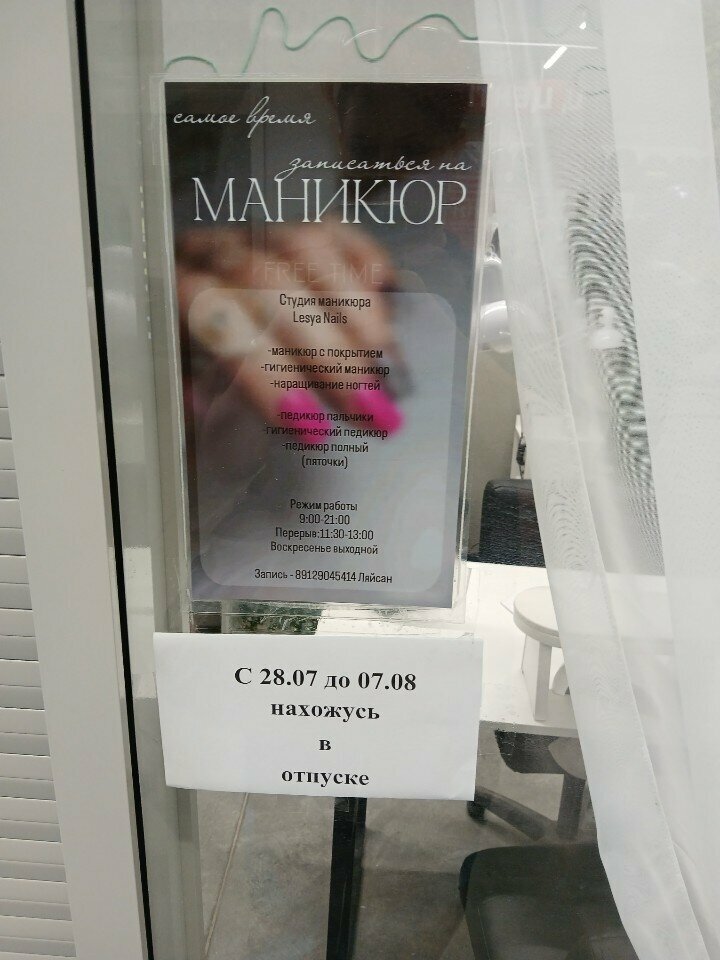 самое время
записаться на
МАНИКЮР
FREE TIME
Студия маникюра
Lesya Nails
-маникюр с покрытием
-гигиенический маникюр
-наращивание ногтей
-педикюр пальчики
-гигиенический педикюр
-педикюр полный
(пяточки)
Режим работы
9:00-21:00
Перерыв:11:30-13:00
Воскресенье выходной
Запись - 89129045414 Ляйсан
С 28.07 до 07.08
нахожусь
в
отпуске